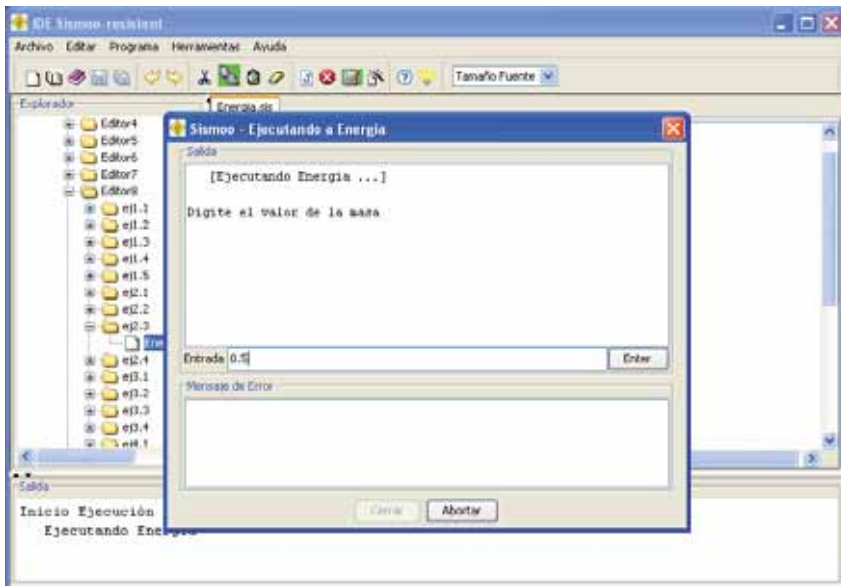 IDE Sismoo-resistent
Archivo Editar Programa Herramientas Ayuda
Tamaño Fuente
Explorador
Energia.sis
Editor4
Editor5
Editor6
Editor7
Editor8
ej1.1
ej1.2
ej1.3
ej1.4
ej1.5
ej2.1
ej2.2
ej2.3
Ene
ej2.4
ej3.1
ej3.2
ej3.3
ej3.4
ej4.1
Sismoo - Ejecutando a Energia
Salida
[Ejecutando Energia ...]
Digite el valor de la masa
Entrada 0.5
Enter
Mensaje de Error
Cerrar
Abortar
Salida
Inicio Ejecución
Ejecutando Energia